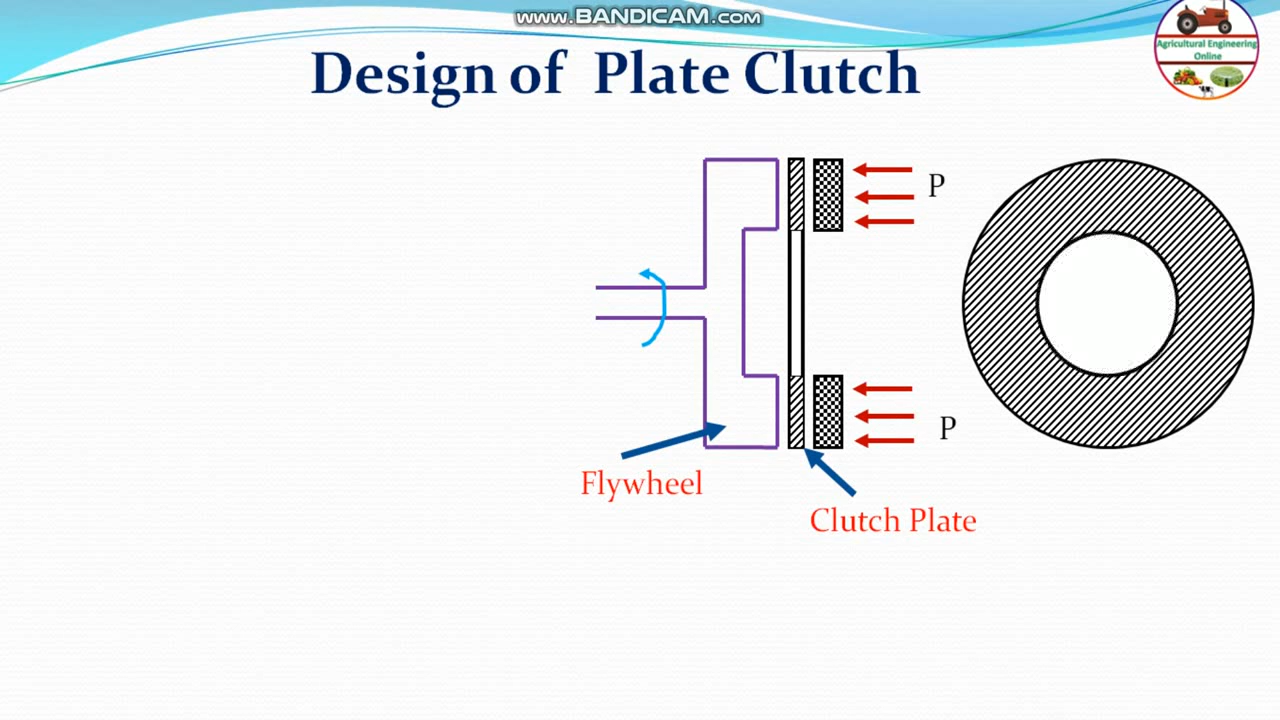 www.BANDICAM.com
Agricultural Engineering
Online
Design of Plate Clutch
P
P
Flywheel
Clutch Plate